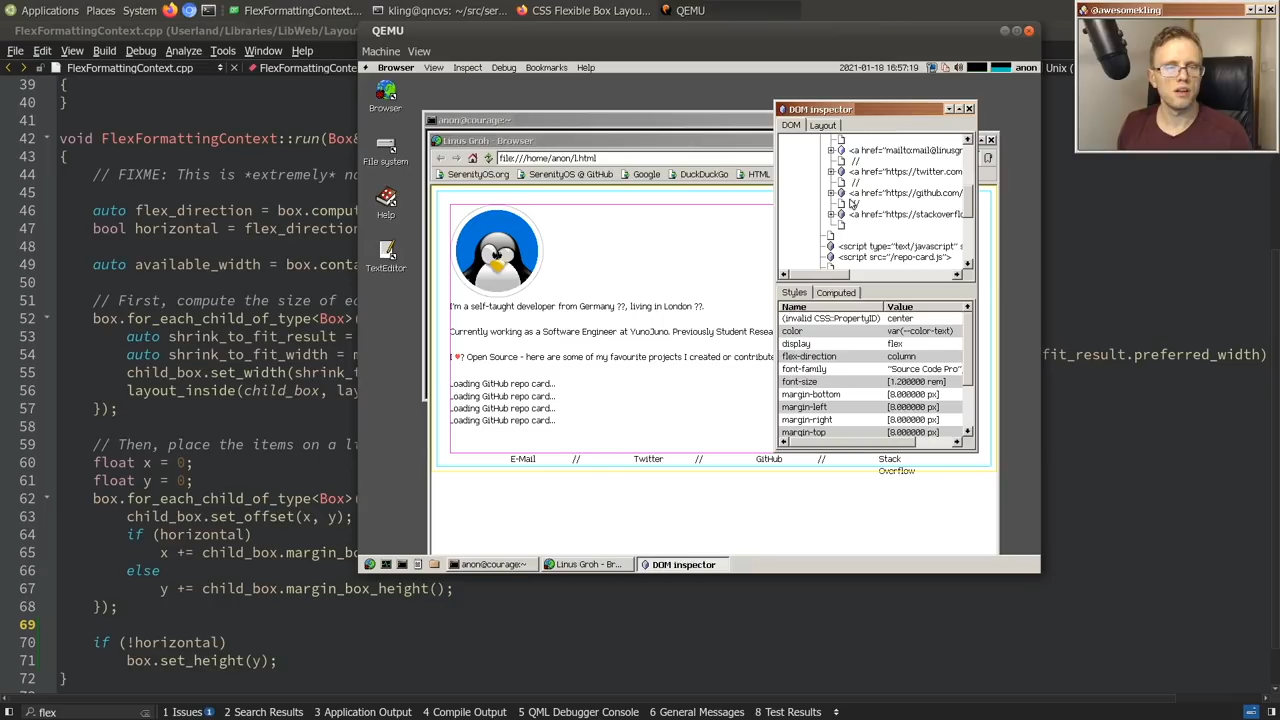 Applications Places System
FlexFormattingContext....
kling@qncvs: ~/src/ser...
CSS Flexible Box Layou...
QEMU
@awesomekling
FlexFormattingContext.cpp (Userland/Libraries/LibWeb/Layou
QEMU
File Edit View Build Debug Analyze Tools Window Help
Machine View
FlexFormattingContext.cpp
FlexFormattingContext
Unix (
Browser View Inspect Debug Bookmarks Help
2021-01-18 16:57:19
anon
39 {
40 }
41
42 void FlexFormattingContext::run(Box&
43 {
44 // FIXME: This is *extremely* na
45
46 auto flex_direction = box.compu
47 bool horizontal = flex_direction
48
49 auto available_width = box.conta
50
51 // First, compute the size of ea
52 box.for_each_child_of_type<Box>(
53 auto shrink_to_fit_result =
54 auto shrink_to_fit_width = m
fit_result.preferred_width)
55 child_box.set_width(shrink_t
56 layout_inside(child_box, lay
57 });
58
59 // Then, place the items on a li
60 float x = 0;
61 float y = 0;
62 box.for_each_child_of_type<Box>(
63 child_box.set_offset(x, y);
64 if (horizontal)
65 x += child_box.margin_bo
66 else
67 y += child_box.margin_box_height();
68 });
69
70 if (!horizontal)
71 box.set_height(y);
72 }
Browser
File system
Help
TextEditor
anon@courage:~
Linus Groh - Browser
file:///home/anon/l.html
SerenityOS.org
SerenityOS @ GitHub
Google
DuckDuckGo
HTML
I'm a self-taught developer from Germany ??, living in London ??.
Currently working as a Software Engineer at YunoJuno. Previously Student Resea
I ♥? Open Source - here are some of my favourite projects I created or contribute
Loading GitHub repo card...
Loading GitHub repo card...
Loading GitHub repo card...
Loading GitHub repo card...
E-Mail // Twitter // GitHub // Stack
Overflow
DOM inspector
DOM Layout
<a href="mailto:mail@linusgr
//
<a href="https://twitter.com
//
<a href="https://github.com/
//
<a href="https://stackoverfl
<script type="text/javascript" s
<script src="/repo-card.js">
Styles Computed
Name Value
(invalid CSS::PropertyID) center
color var(--color-text)
display flex
flex-direction column
font-family "Source Code Pro"
font-size [1.200000 rem]
margin-bottom [8.000000 px]
margin-left [8.000000 px]
margin-right [8.000000 px]
margin-top [8.000000 px]
anon@courage:~
Linus Groh - Br...
DOM inspector
flex
1 Issues 1
2 Search Results
3 Application Output
4 Compile Output
5 QML Debugger Console
6 General Messages
8 Test Results